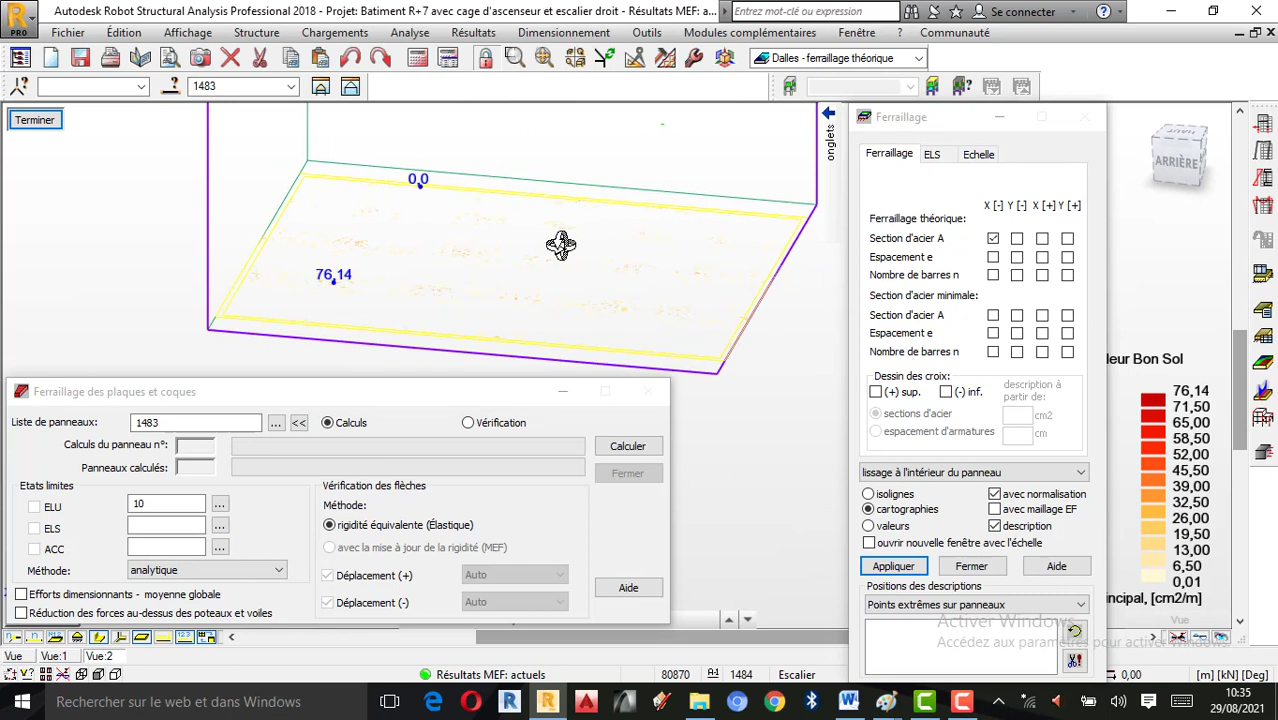 Autodesk Robot Structural Analysis Professional 2018 - Projet: Batiment R+7 avec cage d'ascenseur et escalier droit - Résultats MEF: ac...
Entrez mot-clé ou expression
Se connecter
PRO
Fichier Édition Affichage Structure Chargements Analyse Résultats Dimensionnement Outils Modules complémentaires Fenêtre ? Communauté
Dalles - ferraillage théorique
1483
Terminer
onglets
0,0
76,14
HAUT
ARRIÈRE
Ferraillage
Ferraillage ELS Echelle
X [-] Y [-] X [+] Y [+]
Ferraillage théorique:
Section d'acier A
Espacement e
Nombre de barres n
Section d'acier minimale:
Section d'acier A
Espacement e
Nombre de barres n
Dessin des croix:
(+) sup. (-) inf.
description à partir de:
sections d'acier cm2
espacement d'armatures cm
lissage à l'intérieur du panneau
isolignes avec normalisation
cartographies avec maillage EF
valeurs description
ouvrir nouvelle fenêtre avec l'échelle
Appliquer Fermer Aide
Positions des descriptions
Points extrêmes sur panneaux
leur Bon Sol
76,14
71,50
65,00
58,50
52,00
45,50
39,00
32,50
26,00
19,50
13,00
6,50
0,01
incipal, [cm2/m]
Vue
Activer Windows
Accédez aux paramètres pour activer Windows.
Ferraillage des plaques et coques
Liste de panneaux: 1483 ... << Calculs Vérification
Calculs du panneau n°: Calculer
Panneaux calculés: Fermer
Etats limites
ELU 10 ...
ELS ...
ACC ...
Méthode: analytique
Efforts dimensionnants - moyenne globale
Réduction des forces au-dessus des poteaux et voiles
Vérification des flèches
Méthode:
rigidité équivalente (Élastique)
avec la mise à jour de la rigidité (MEF)
Déplacement (+) Auto
Déplacement (-) Auto
Aide
Vue Vue:1 Vue:2
Résultats MEF: actuels 80870 1484 Escalier 0,00 [m] [kN] [Deg]
Rechercher sur le web et dans Windows
10:35
29/08/2021